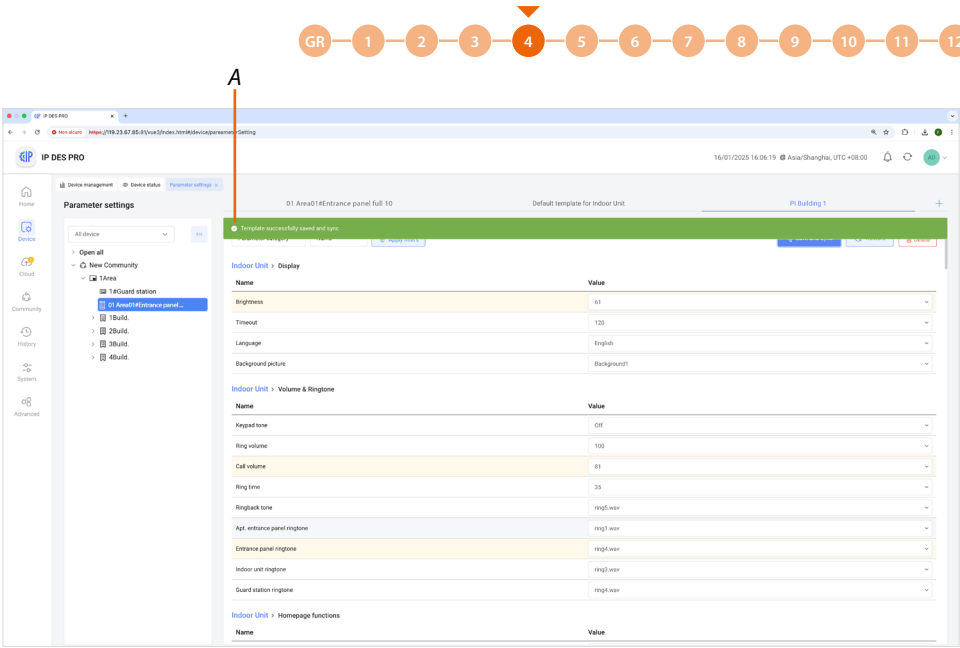 GR 1 2 3 4 5 6 7 8 9 10 11 12
A
IP DES PRO
Non sicuro https://119.23.67.85:81/vue3/index.html#/device/parameterSetting
IP DES PRO
16/01/2025 16:06:19 @ Asia/Shanghai, UTC +08:00
AD
Device management Device status Parameter settings
Home
Parameter settings
01 Area01#Entrance panel full 10 Default template for Indoor Unit PI Building 1
Template successfully saved and sync
All device
Device
Open all
New Community
Cloud
1Area
1#Guard station
01 Area01#Entrance panel...
Community
1Build.
2Build.
3Build.
4Build.
History
System
Advanced
Apply filters
Delete
Indoor Unit > Display
Name Value
Brightness 61
Timeout 120
Language English
Background picture Background1
Indoor Unit > Volume & Ringtone
Name Value
Keypad tone Off
Ring volume 100
Call volume 81
Ring time 35
Ringback tone ring5.wav
Apt. entrance panel ringtone ring1.wav
Entrance panel ringtone ring4.wav
Indoor unit ringtone ring3.wav
Guard station ringtone ring4.wav
Indoor Unit > Homepage functions
Name Value